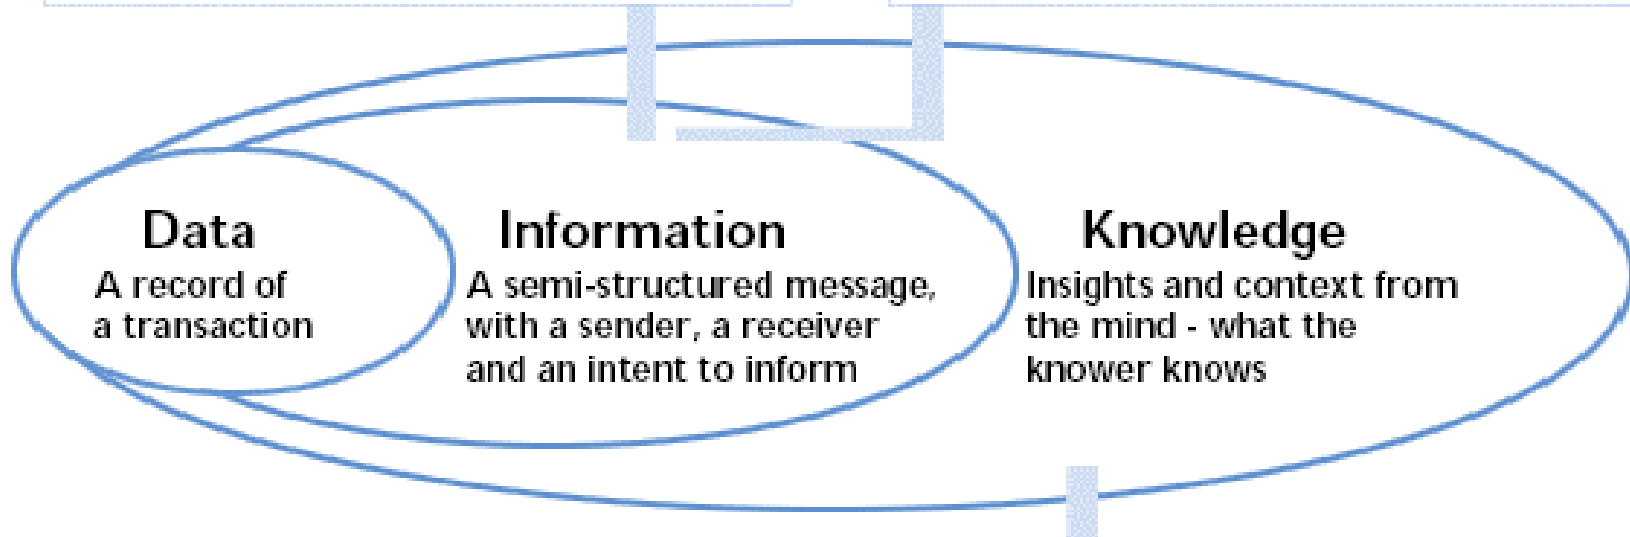 Data
A record of
a transaction
Information
A semi-structured message,
with a sender, a receiver
and an intent to inform
Knowledge
Insights and context from
the mind - what the
knower knows